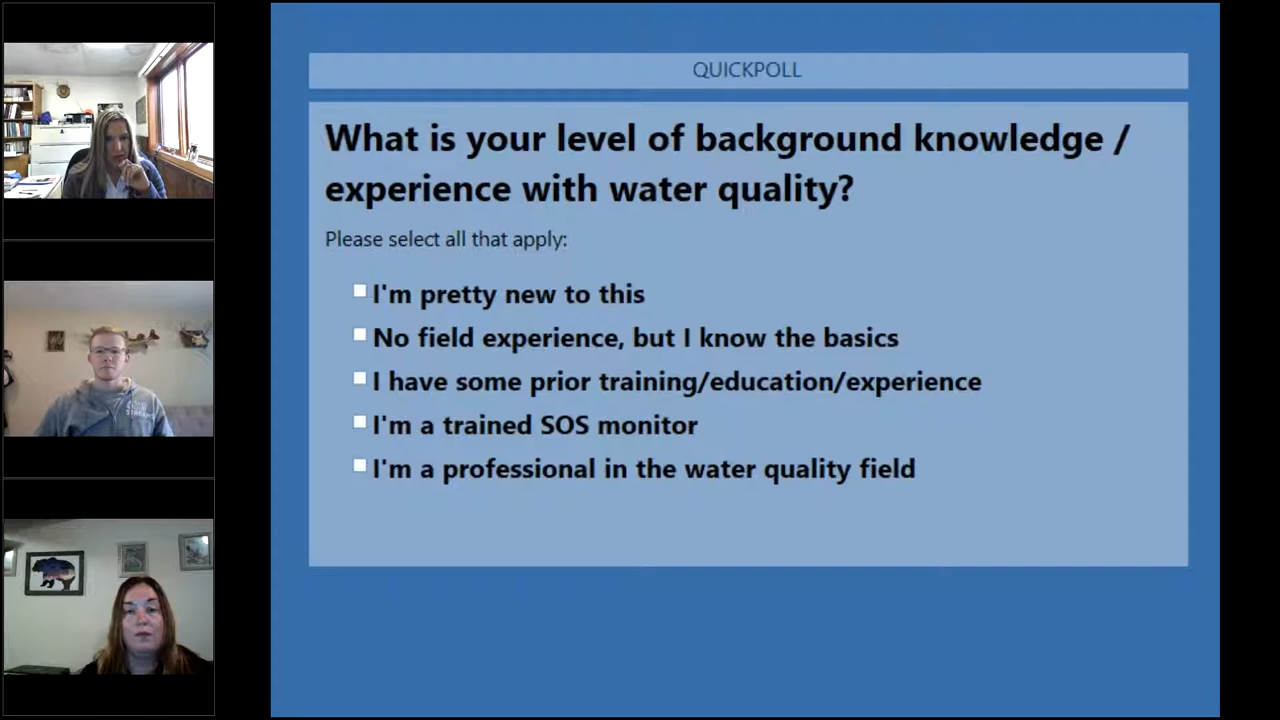 QUICKPOLL
What is your level of background knowledge /
experience with water quality?
Please select all that apply:
I'm pretty new to this
No field experience, but I know the basics
I have some prior training/education/experience
I'm a trained SOS monitor
I'm a professional in the water quality field